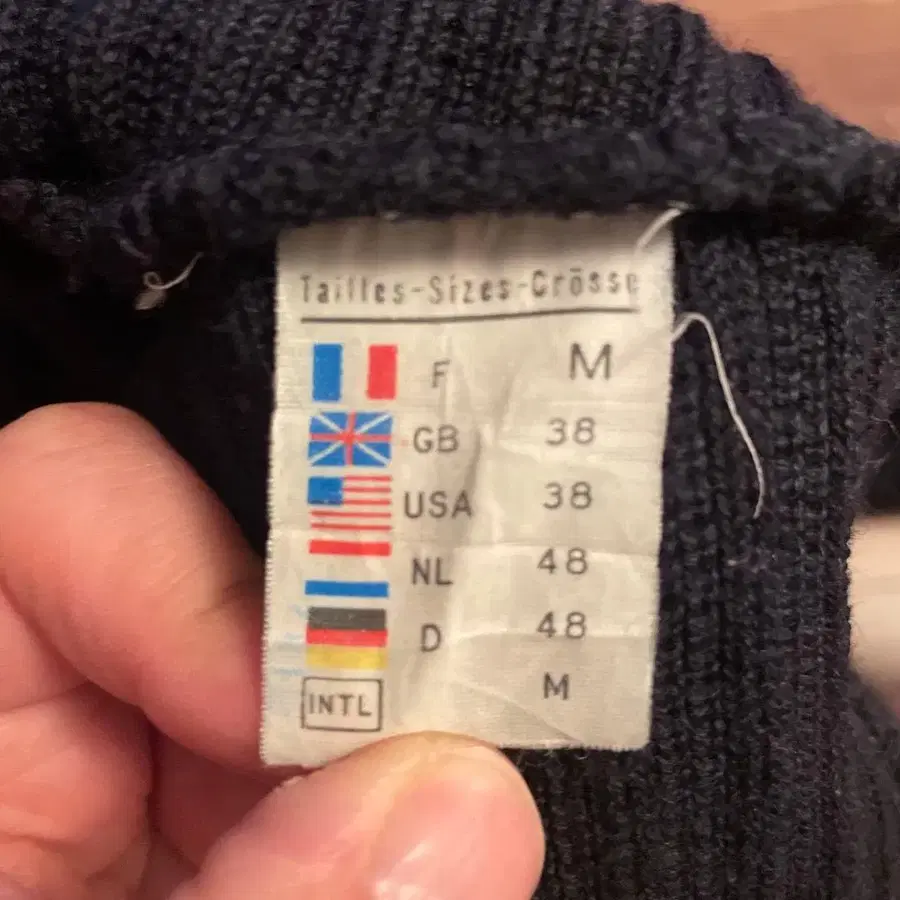 Tailles-Sizes-Grösse
F M
GB 38
USA 38
NL 48
D 48
INTL M